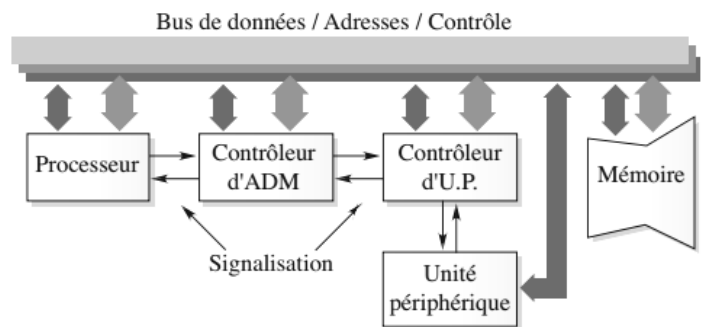 Bus de données / Adresses / Contrôle
Processeur
Contrôleur
d'ADM
Contrôleur
d'U.P.
Mémoire
Signalisation
Unité
périphérique